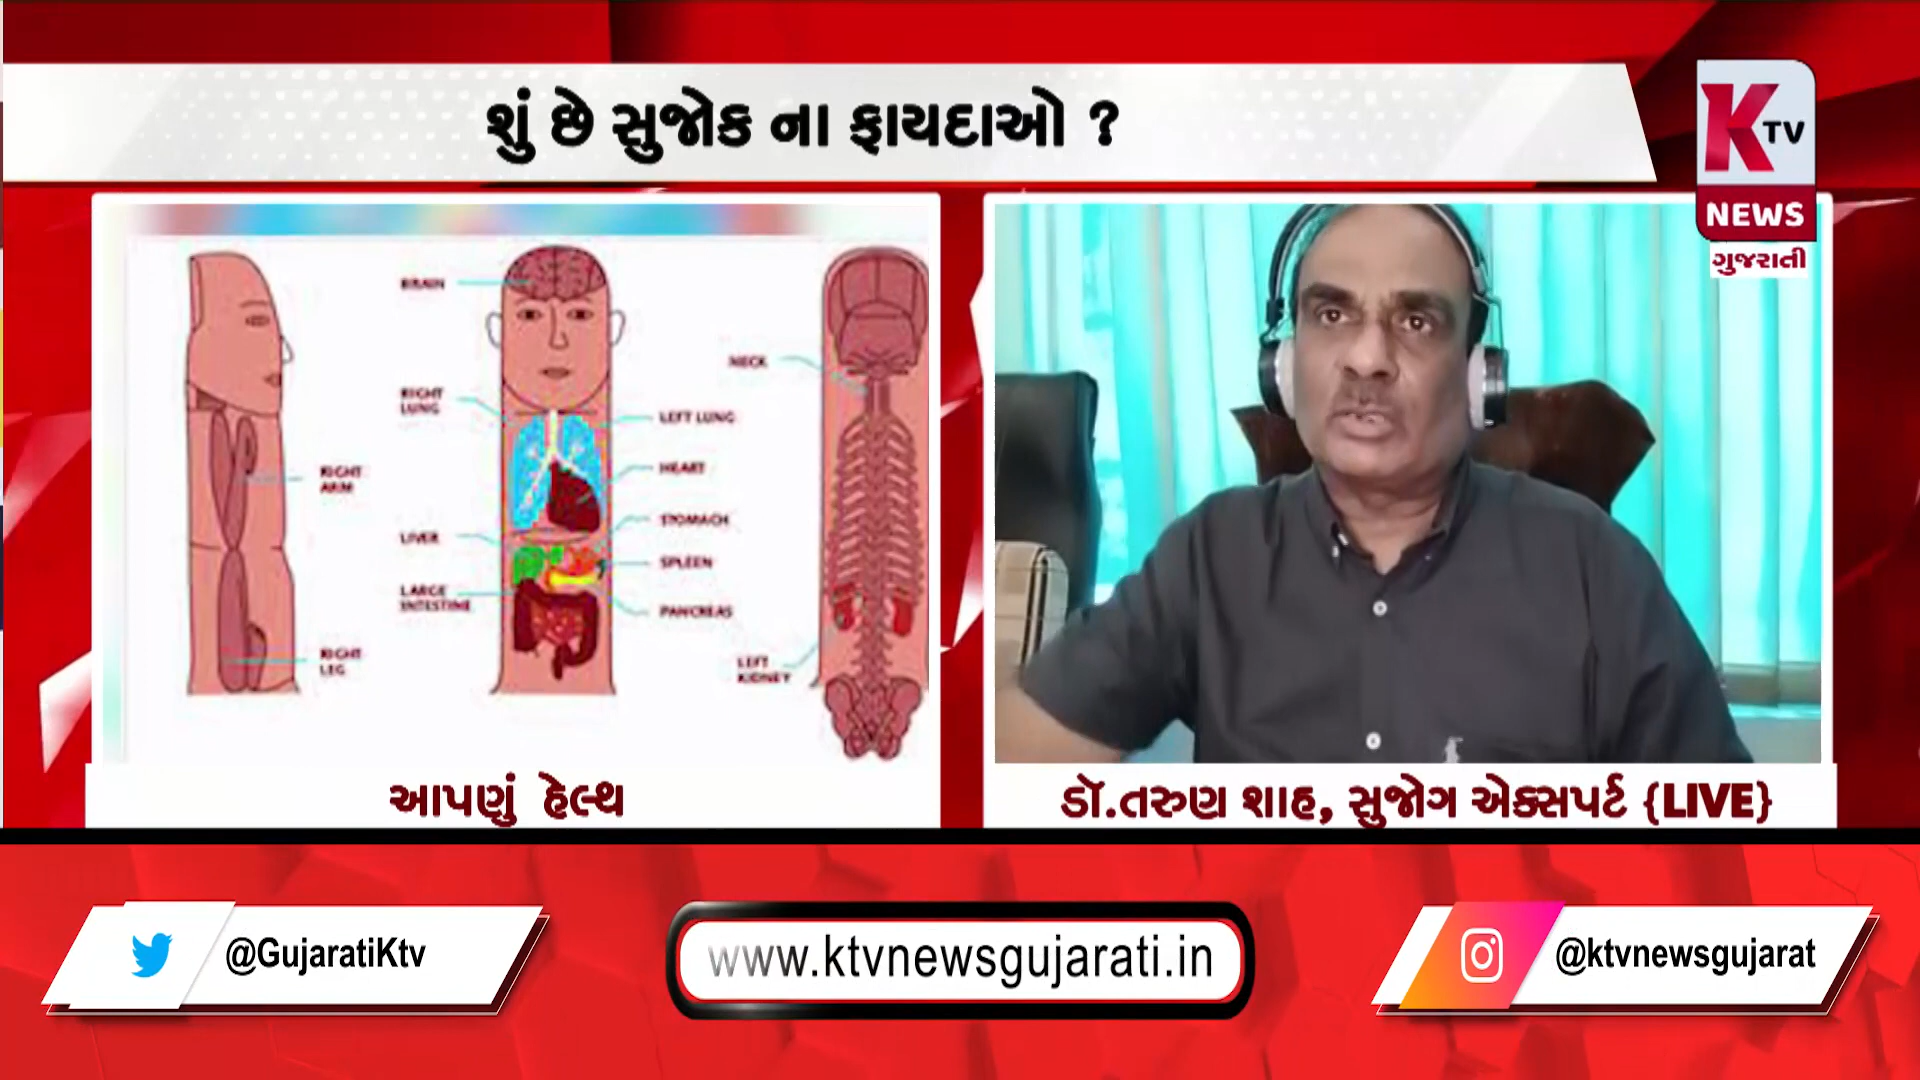 શું છે સુજોક ના ફાયદાઓ ?
K TV
NEWS
ગુજરાતી
BRAIN
NECK
RIGHT
LUNG
LEFT LUNG
HEART
RIGHT
ARM
STOMACH
LIVER
SPLEEN
LARGE
INTESTINE
PANCREAS
RIGHT
LEG
LEFT
KIDNEY
આપણું હેલ્થ
ડૉ.તરુણ શાહ, સુજોગ એક્સપર્ટ {LIVE}
@GujaratiKtv
www.ktvnewsgujarati.in
@ktvnewsgujarat